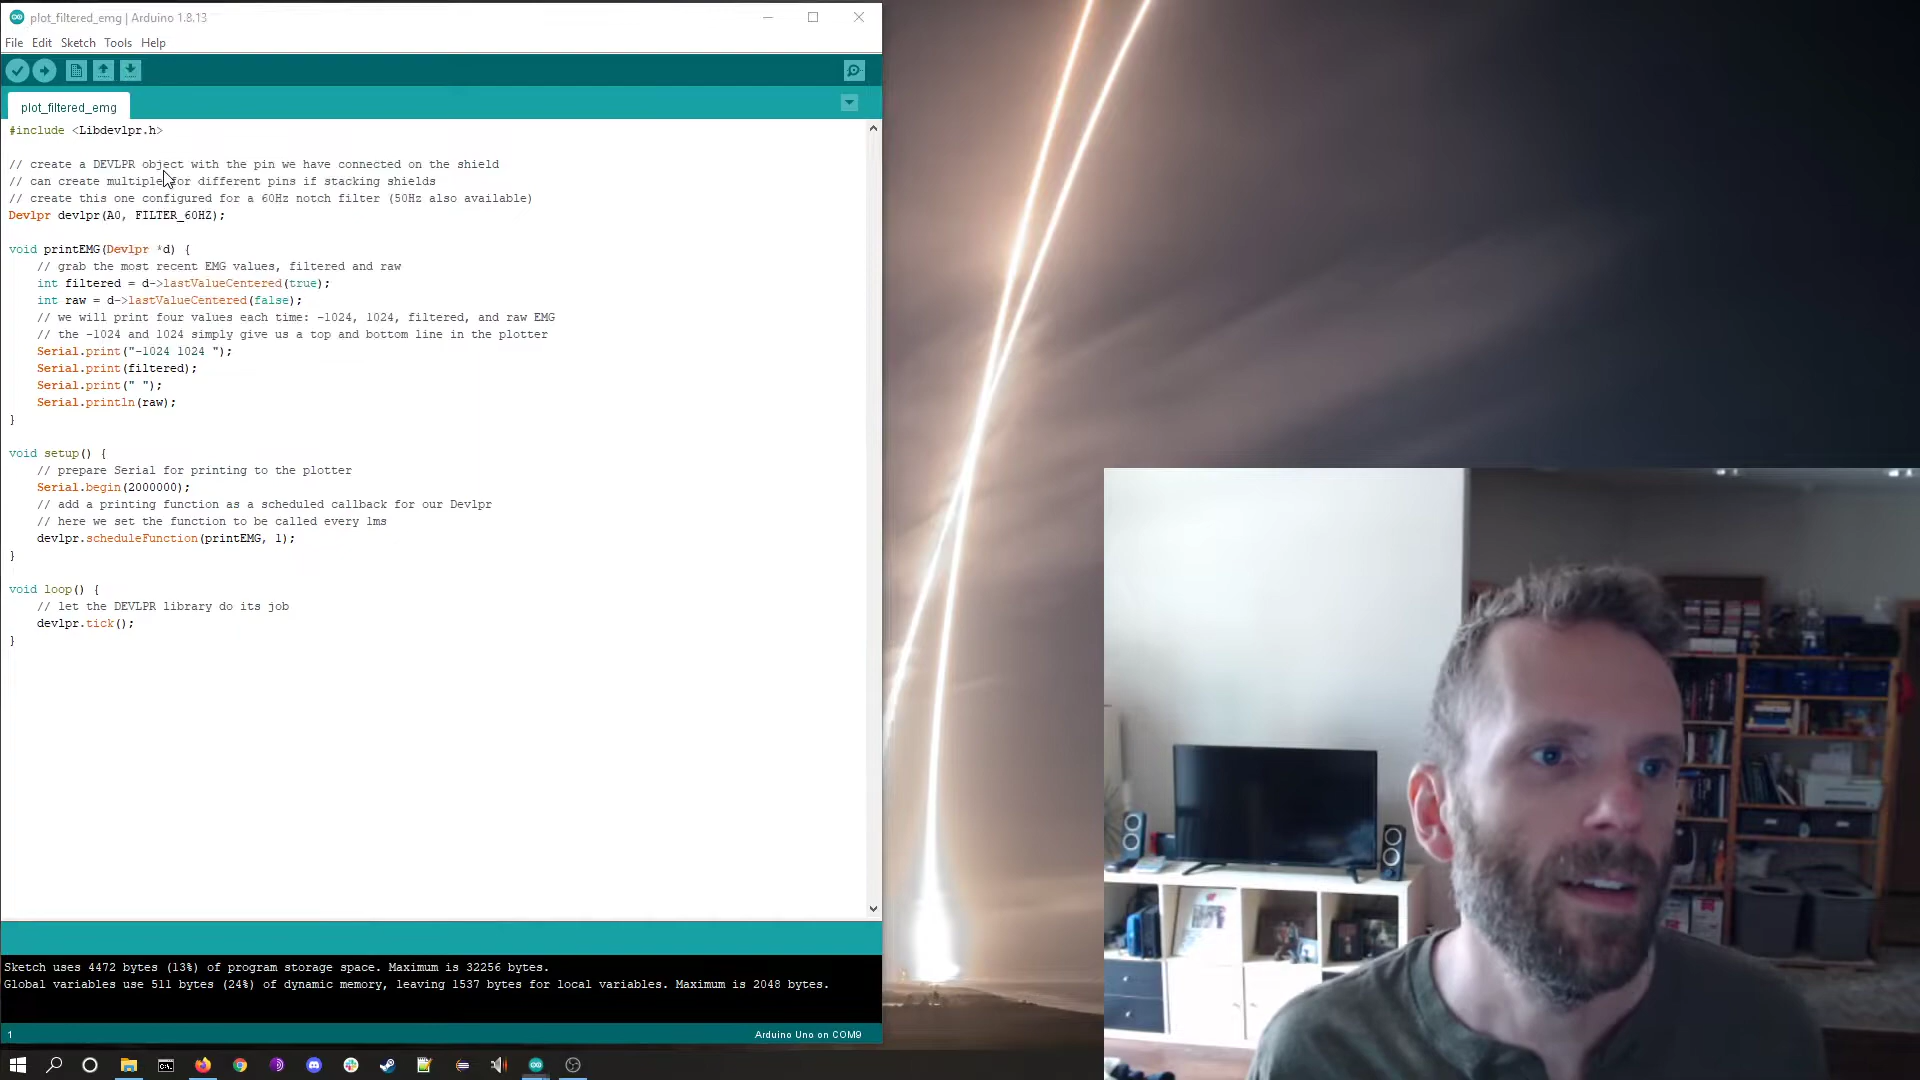 plot_filtered_emg | Arduino 1.8.13
File Edit Sketch Tools Help
plot_filtered_emg
#include <Libdevlpr.h>
// create a DEVLPR object with the pin we have connected on the shield
// can create multiple for different pins if stacking shields
// create this one configured for a 60Hz notch filter (50Hz also available)
Devlpr devlpr(A0, FILTER_60HZ);
void printEMG(Devlpr *d) {
// grab the most recent EMG values, filtered and raw
int filtered = d->lastValueCentered(true);
int raw = d->lastValueCentered(false);
// we will print four values each time: -1024, 1024, filtered, and raw EMG
// the -1024 and 1024 simply give us a top and bottom line in the plotter
Serial.print("-1024 1024 ");
Serial.print(filtered);
Serial.print(" ");
Serial.println(raw);
}
void setup() {
// prepare Serial for printing to the plotter
Serial.begin(2000000);
// add a printing function as a scheduled callback for our Devlpr
// here we set the function to be called every 1ms
devlpr.scheduleFunction(printEMG, 1);
}
void loop() {
// let the DEVLPR library do its job
devlpr.tick();
}
Sketch uses 4472 bytes (13%) of program storage space. Maximum is 32256 bytes.
Global variables use 511 bytes (24%) of dynamic memory, leaving 1537 bytes for local variables. Maximum is 2048 bytes.
1
Arduino Uno on COM9